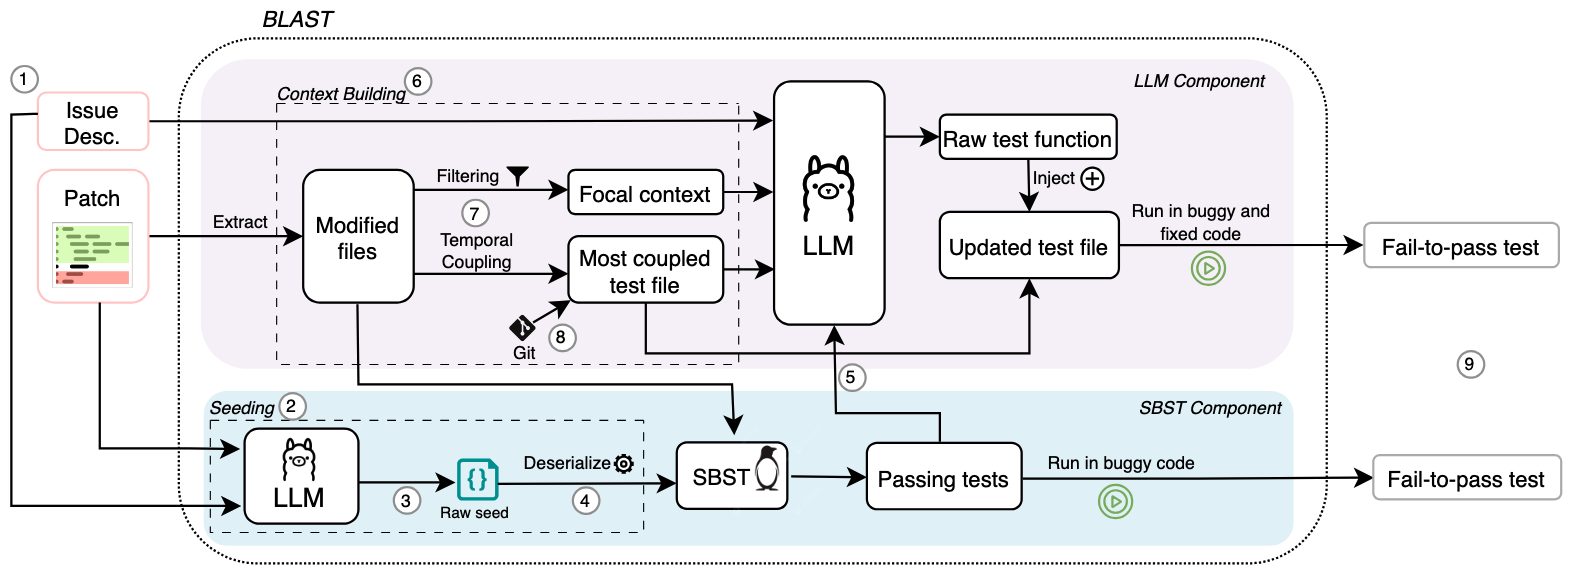 BLAST
1
Issue
Desc.
Patch
Extract
Context Building
6
LLM Component
Modified
files
Filtering
7
Temporal
Coupling
Focal context
Most coupled
test file
Git
8
LLM
Raw test function
Inject
Updated test file
Run in buggy and
fixed code
Fail-to-pass test
5
9
Seeding
2
SBST Component
LLM
3
{}
Raw seed
Deserialize
4
SBST
Passing tests
Run in buggy code
Fail-to-pass test